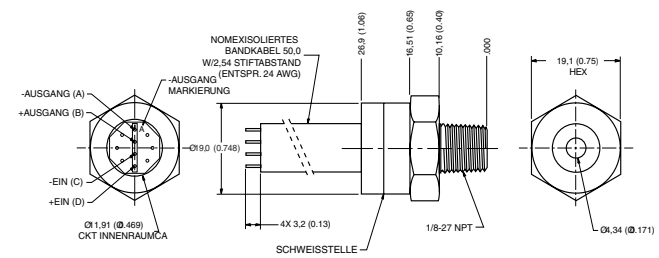 NOMEXISOLIERTES
BANDKABEL 50,0
W/2,54 STIFTABSTAND
(ENTSPR. 24 AWG)
26,9 (1.06)
16,51 (0.65)
10,16 (0.40)
.000
19,1 (0.75)
HEX
-AUSGANG
MARKIERUNG
-AUSGANG (A)
+AUSGANG (B)
A
Ø19,0 (0.748)
-EIN (C)
+EIN (D)
Ø11,91 (Ø.469)
CKT INNENRAUMCA
4X 3,2 (0.13)
SCHWEISSTELLE
1/8-27 NPT
Ø4,34 (Ø.171)